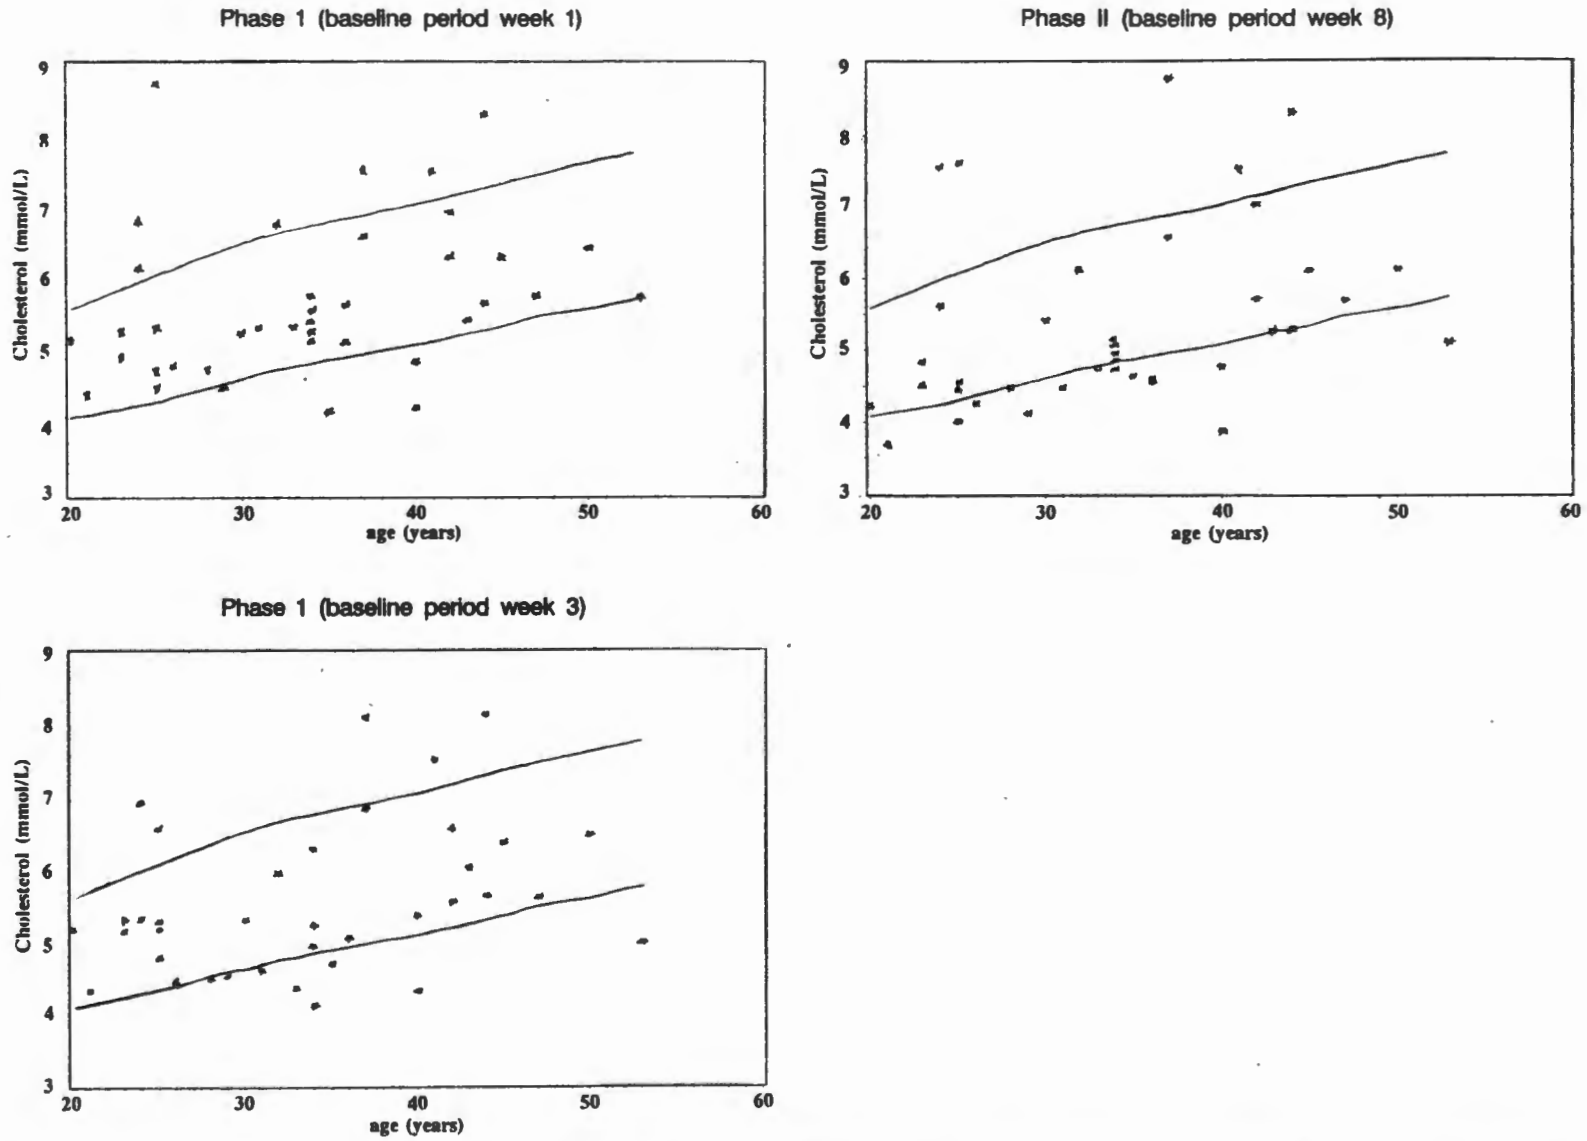 Phase 1 (baseline period week 1)
9
8
7
6
5
4
3
Cholesterol (mmol/L)
20 30 40 50 60
age (years)
Phase II (baseline period week 8)
9
8
7
6
5
4
3
Cholesterol (mmol/L)
20 30 40 50 60
age (years)
Phase 1 (baseline period week 3)
9
8
7
6
5
4
3
Cholesterol (mmol/L)
20 30 40 50 60
age (years)